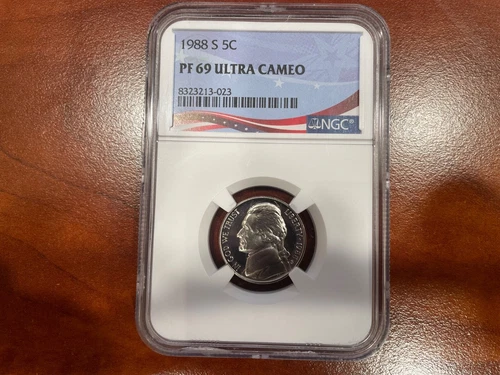 1988 S 5C
PF 69 ULTRA CAMEO
8323213-023
NGC®
IN GOD WE TRUST
LIBERTY